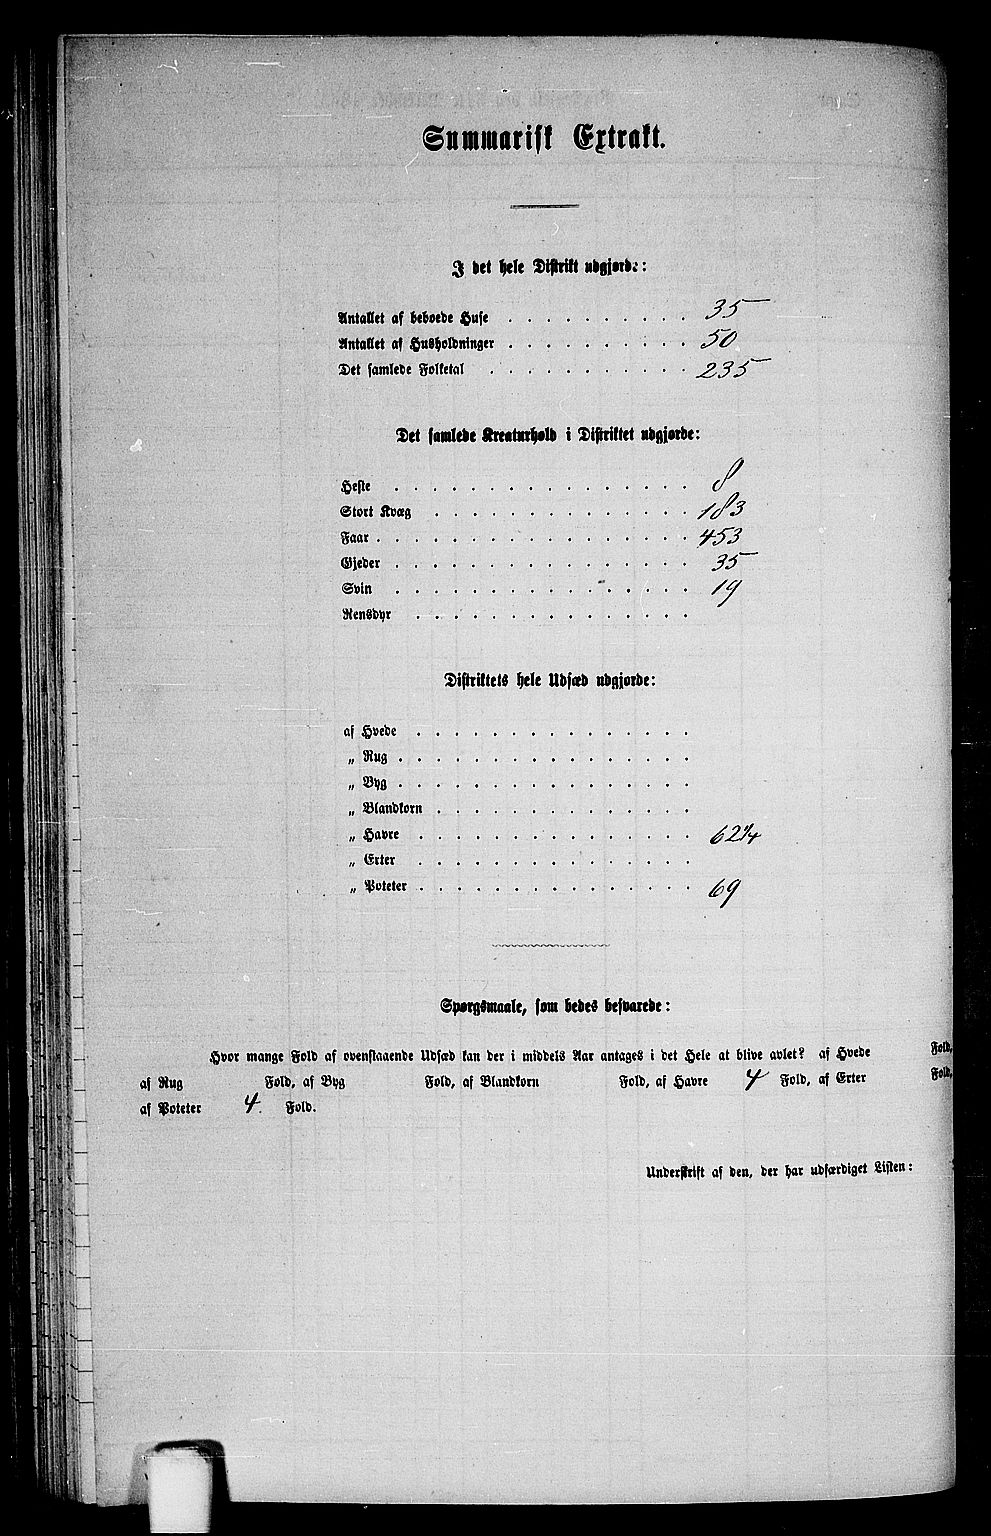 Summarisk Extrakt.
I det hele Distrikt udgjorde:
Antallet af beboede Huse . . . . . . . . . . 35
Antallet af Husholdninger . . . . . . . . . . 50
Det samlede Folketal . . . . . . . . . . . 235
Det samlede Kreaturhold i Distriktet udgjorde:
Heste . . . . . . . . . . . . . . . . 8
Stort Kvæg . . . . . . . . . . . . . . 183
Faar . . . . . . . . . . . . . . . . . 453
Gjeder . . . . . . . . . . . . . . . . 35
Svin . . . . . . . . . . . . . . . . 19
Rensdyr . . . . . . . . . . . . . . .
Distriktets hele Udsæd udgjorde:
af Hvede . . . . . . . . . . . . . . .
„ Rug . . . . . . . . . . . . . . . .
„ Byg . . . . . . . . . . . . . . . .
„ Blandkorn . . . . . . . . . . . . . .
„ Havre . . . . . . . . . . . . . . . 62¼
„ Erter . . . . . . . . . . . . . . .
„ Poteter . . . . . . . . . . . . . . . 69
Spørgsmaale, som bedes besvarede:
Hvor mange Fold af ovenstaaende Udsæd kan der i middels Aar antages i det Hele at blive avlet? af Hvede Fold,
af Rug Fold, af Byg Fold, af Blandkorn Fold, af Havre 4 Fold, af Erter Fold,
af Poteter 4. Fold.
Underskrift af den, der har udfærdiget Listen: